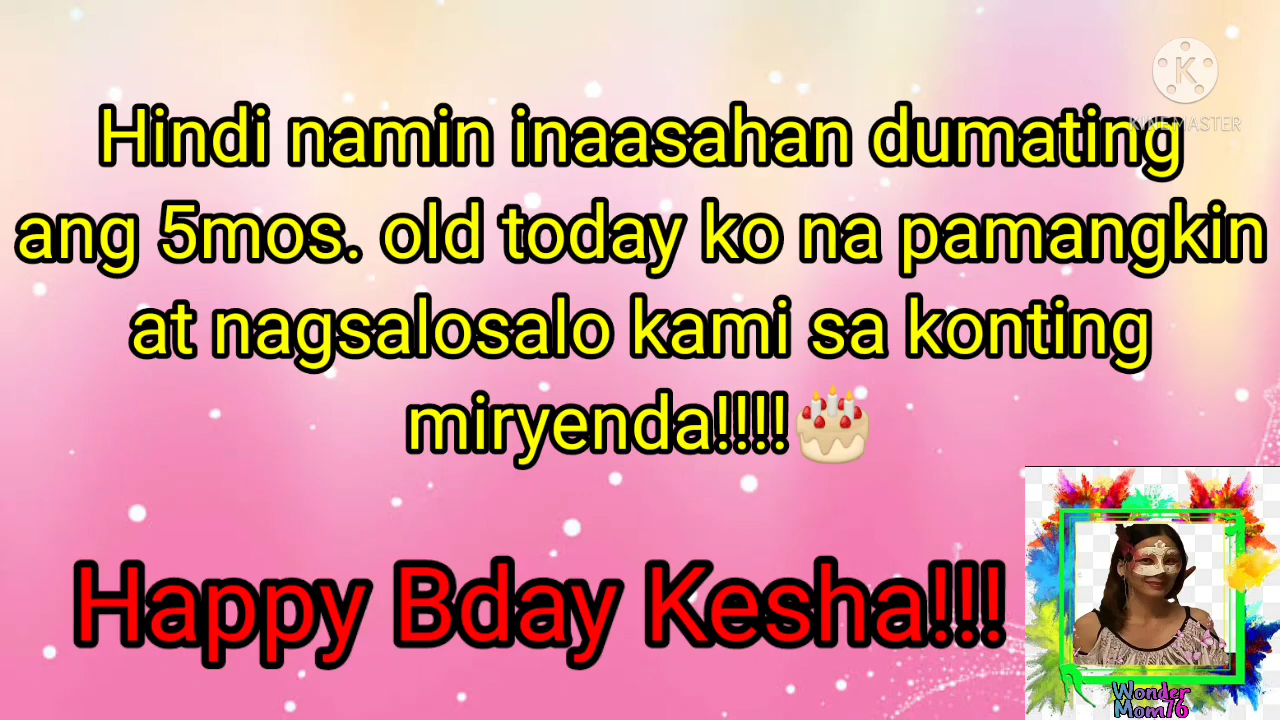 KINEMASTER
Hindi namin inaasahan dumating
ang 5mos. old today ko na pamangkin
at nagsalosalo kami sa konting
miryenda!!!!🎂
Happy Bday Kesha!!!
Wonder
Mom76